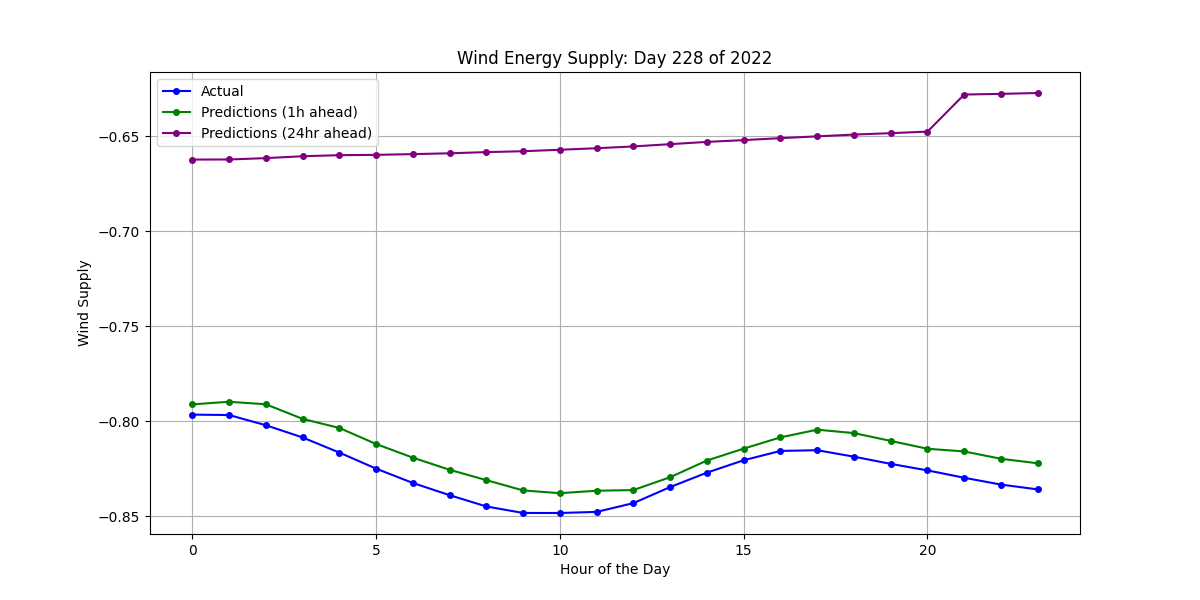 Wind Energy Supply: Day 228 of 2022
Actual
Predictions (1h ahead)
Predictions (24hr ahead)
−0.65
−0.70
−0.75
−0.80
−0.85
Wind Supply
0 5 10 15 20
Hour of the Day